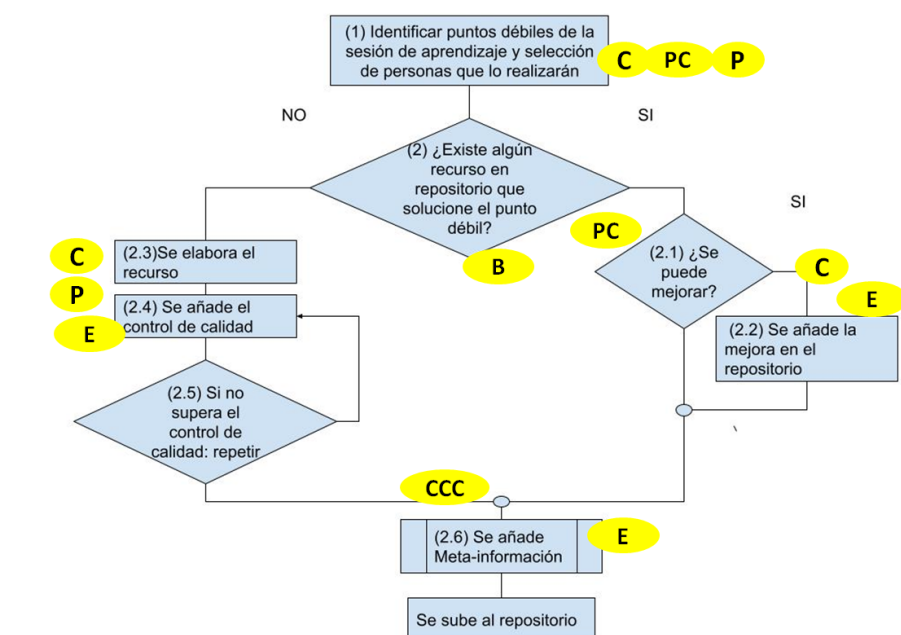 (1) Identificar puntos débiles de la
sesión de aprendizaje y selección
de personas que lo realizarán
C
PC
P
NO
SI
(2) ¿Existe algún
recurso en
repositorio que
solucione el punto
débil?
B
PC
SI
(2.1) ¿Se
puede
mejorar?
C
E
(2.2) Se añade la
mejora en el
repositorio
C
(2.3)Se elabora el
recurso
P
(2.4) Se añade el
control de calidad
E
(2.5) Si no
supera el
control de
calidad: repetir
CCC
(2.6) Se añade
Meta-información
E
Se sube al repositorio